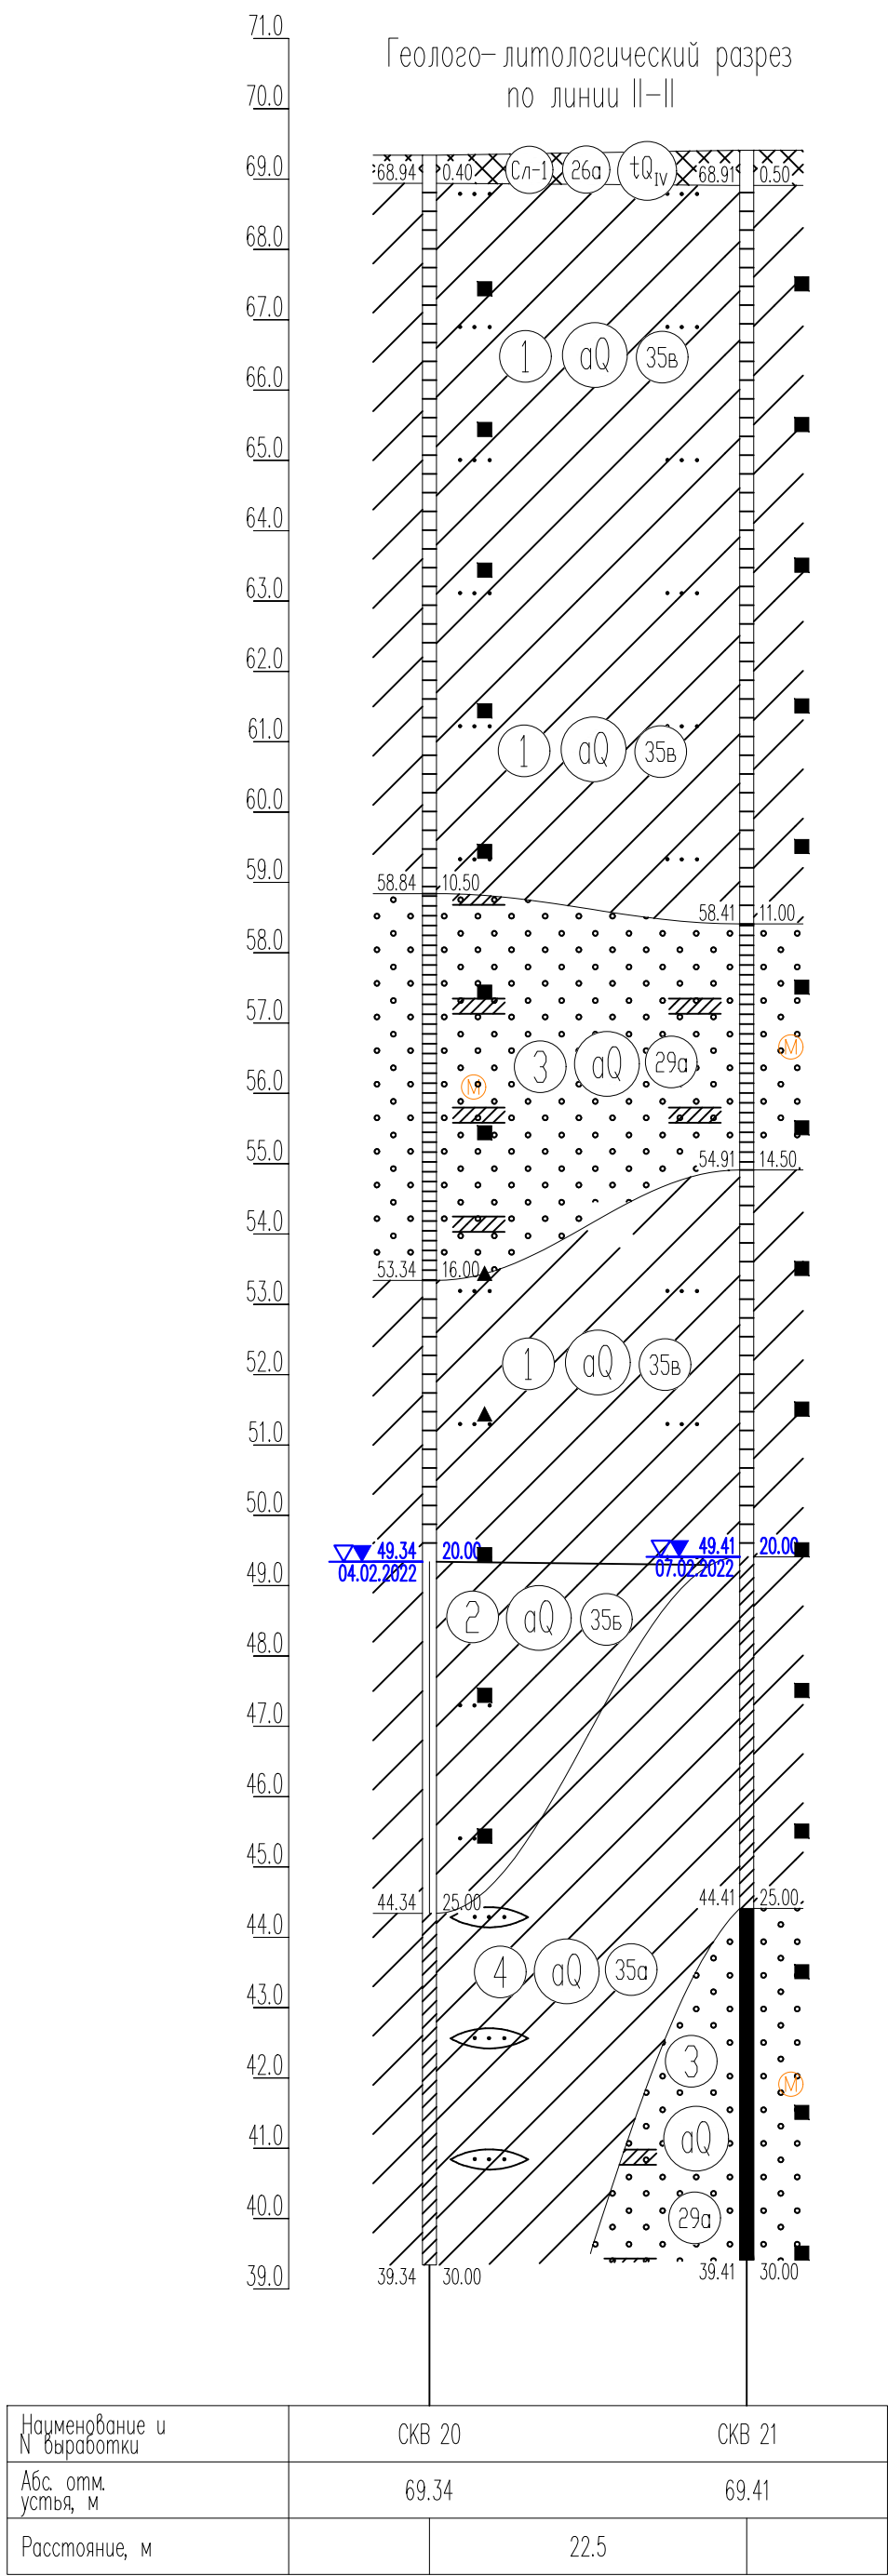 71.0
Геолого-литологический разрез
по линии II-II
70.0
69.0
68.94 0.40 Сл-1 26а tQIV 68.91 0.50
68.0
67.0
1 aQ 35в
66.0
65.0
64.0
63.0
62.0
61.0
1 aQ 35в
60.0
59.0
58.84 10.50
58.41 11.00
58.0
57.0
3 aQ 29а
М
М
56.0
55.0
54.91 14.50
54.0
53.34 16.00
53.0
52.0
1 aQ 35в
51.0
50.0
49.34 20.00 49.41 20.00
04.02.2022 07.02.2022
49.0
2 aQ 35б
48.0
47.0
46.0
45.0
44.34 25.00 44.41 25.00
44.0
4 aQ 35а
43.0
3
42.0
М
41.0
aQ
40.0
29а
39.0
39.34 30.00 39.41 30.00
Наименование и
N выработки
СКВ 20 СКВ 21
Абс. отм.
устья, м
69.34 69.41
Расстояние, м 22.5